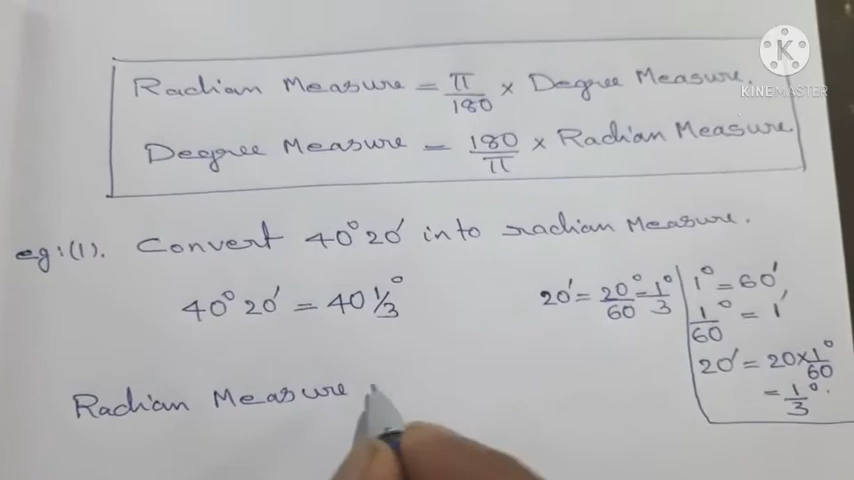 Radian Measure = π/180 × Degree Measure.
Degree Measure = 180/π × Radian Measure.
eg:(1). Convert 40°20′ into radian Measure.
40°20′ = 40 1/3°
20′ = 20°/60 = 1°/3
1° = 60′
1°/60 = 1′
20′ = 20×1°/60
= 1/3°.
Radian Measure
K
KINEMASTER